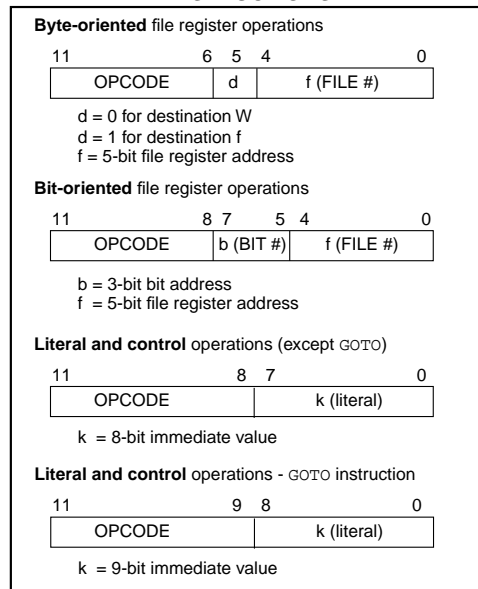 Byte-oriented file register operations
11 6 5 4 0
OPCODE d f (FILE #)
d = 0 for destination W
d = 1 for destination f
f = 5-bit file register address
Bit-oriented file register operations
11 8 7 5 4 0
OPCODE b (BIT #) f (FILE #)
b = 3-bit bit address
f = 5-bit file register address
Literal and control operations (except GOTO)
11 8 7 0
OPCODE k (literal)
k = 8-bit immediate value
Literal and control operations - GOTO instruction
11 9 8 0
OPCODE k (literal)
k = 9-bit immediate value